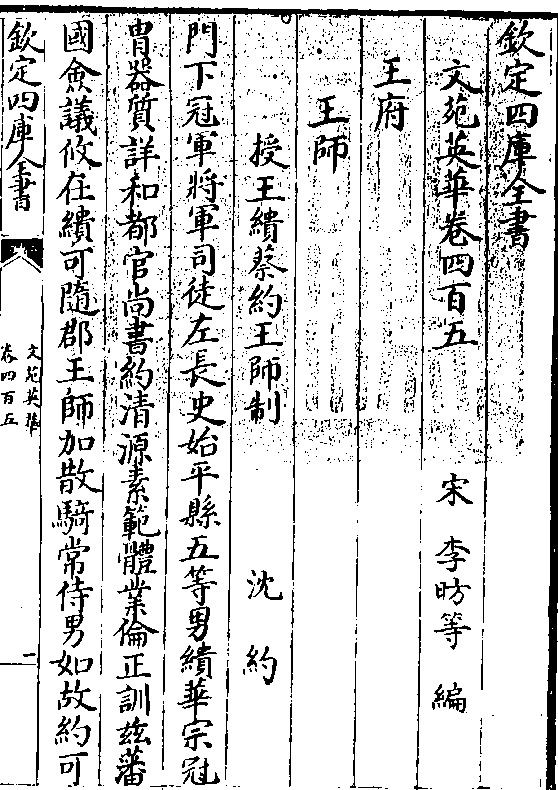 欽定四庫全書
文苑英華卷四百五
宋 李昉等 編
王府
王師
授王繢蔡約王師制
沈約
門下冠軍將軍司徒左長史始平縣五等男繢華宗冠
胄器質詳和都官尚書約清源素範體業倫正訓兹藩
國僉議攸在繢可隨郡王師加散騎常侍男如故約可
欽定四庫全書
文苑英華
卷四百五
一